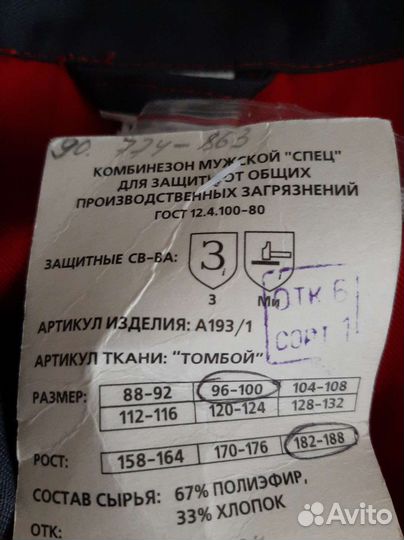 90. 774-863
КОМБИНЕЗОН МУЖСКОЙ "СПЕЦ"
ДЛЯ ЗАЩИТЫ ОТ ОБЩИХ
ПРОИЗВОДСТВЕННЫХ ЗАГРЯЗНЕНИЙ
ГОСТ 12.4.100-80
ЗАЩИТНЫЕ СВ-ВА:
З
З Ми
ОТК 6
СОРТ 1
АРТИКУЛ ИЗДЕЛИЯ: А193/1
АРТИКУЛ ТКАНИ: "ТОМБОЙ"
РАЗМЕР: 88-92 96-100 104-108
112-116 120-124 128-132
РОСТ: 158-164 170-176 182-188
СОСТАВ СЫРЬЯ: 67% ПОЛИЭФИР,
33% ХЛОПОК
ОТК:
Avito